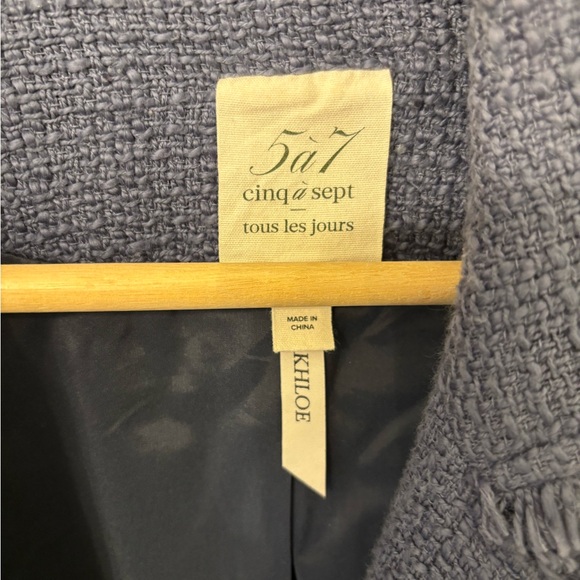 5à7
cinq à sept
tous les jours
MADE IN
CHINA
KHLOE